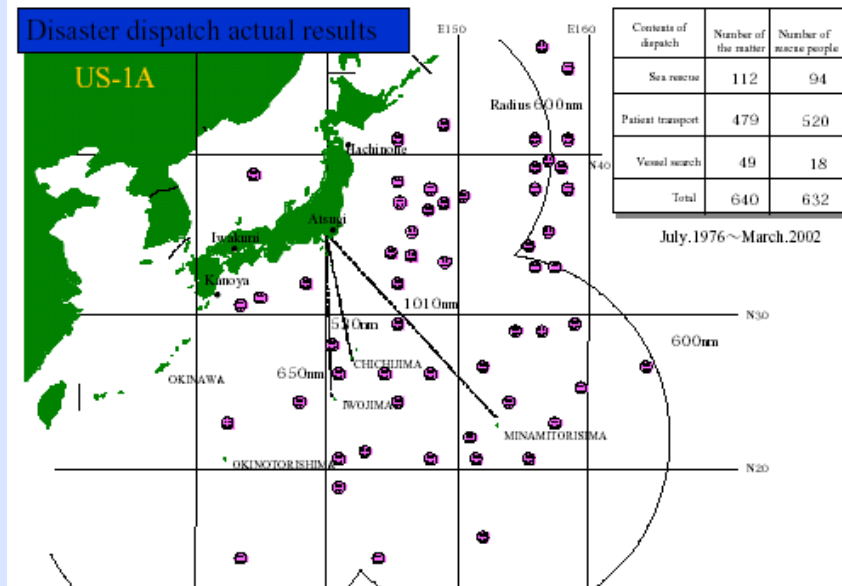 Disaster dispatch actual results
US-1A
E150
E160
Contents of dispatch Number of the matter Number of rescue people
Sea rescue 112 94
Patient transport 479 520
Vessel search 49 18
Total 640 632
July.1976～March.2002
Radius 600nm
Hachinohe
N40
Atsugi
Iwakuni
Kanoya
1010nm
N30
530nm
600nm
CHICHIJIMA
650nm
OKINAWA
IWOJIMA
MINAMITORISIMA
OKINOTORISHIMA
N20